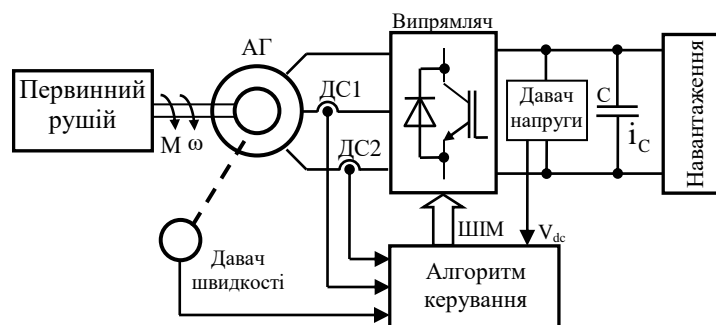 Випрямляч
АГ
Первинний
рушій
ДС1
М ω
ДС2
Давач
напруги
С
i_C
Навантаження
ШІМ
V_dc
Давач
швидкості
Алгоритм
керування